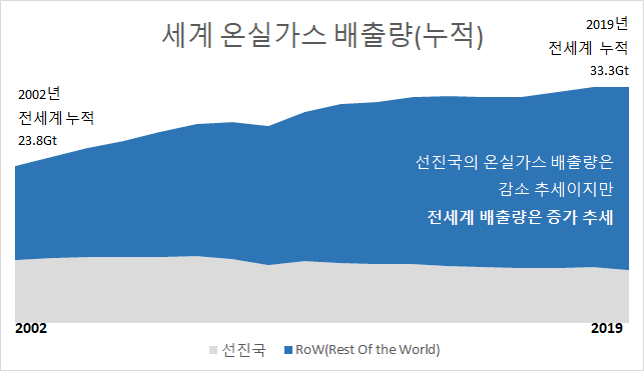 세계 온실가스 배출량(누적)
2002년
전세계 누적
23.8Gt
2019년
전세계 누적
33.3Gt
선진국의 온실가스 배출량은
감소 추세이지만
전세계 배출량은 증가 추세
2002
2019
선진국
RoW(Rest Of the World)